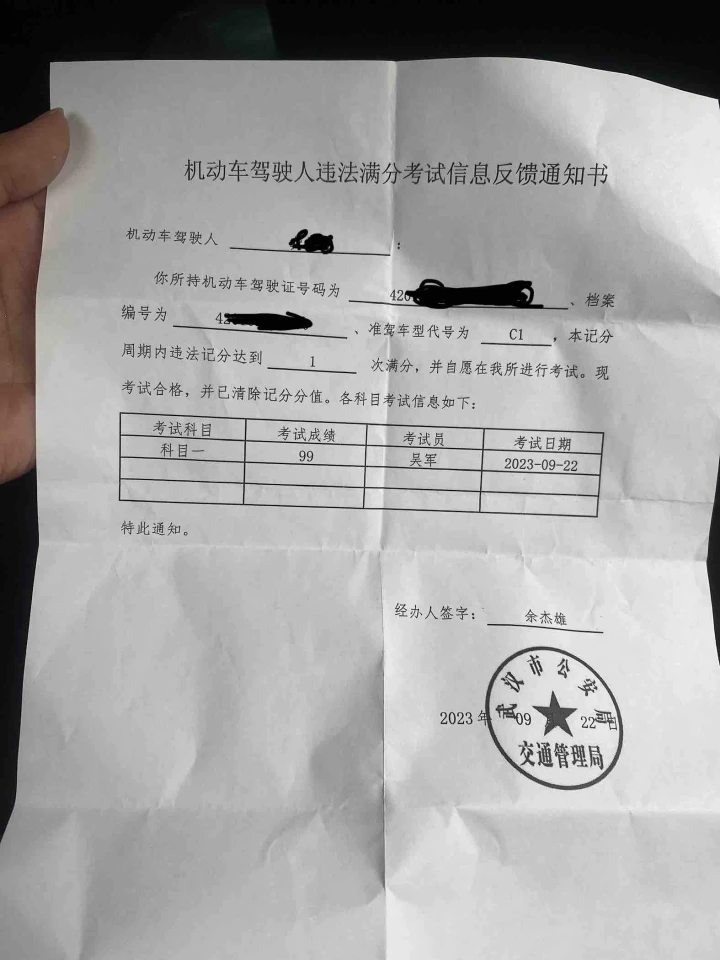 机动车驾驶人违法满分考试信息反馈通知书
机动车驾驶人 :
你所持机动车驾驶证号码为 420 、档案
编号为 42 、准驾车型代号为 C1 ，本记分
周期内违法记分达到 1 次满分，并自愿在我所进行考试。现
考试合格，并已清除记分分值。各科目考试信息如下：
考试科目 考试成绩 考试员 考试日期
科目一 99 吴军 2023-09-22
特此通知。
经办人签字： 余杰雄
武汉市公安局
2023 年 09 22 日
交通管理局